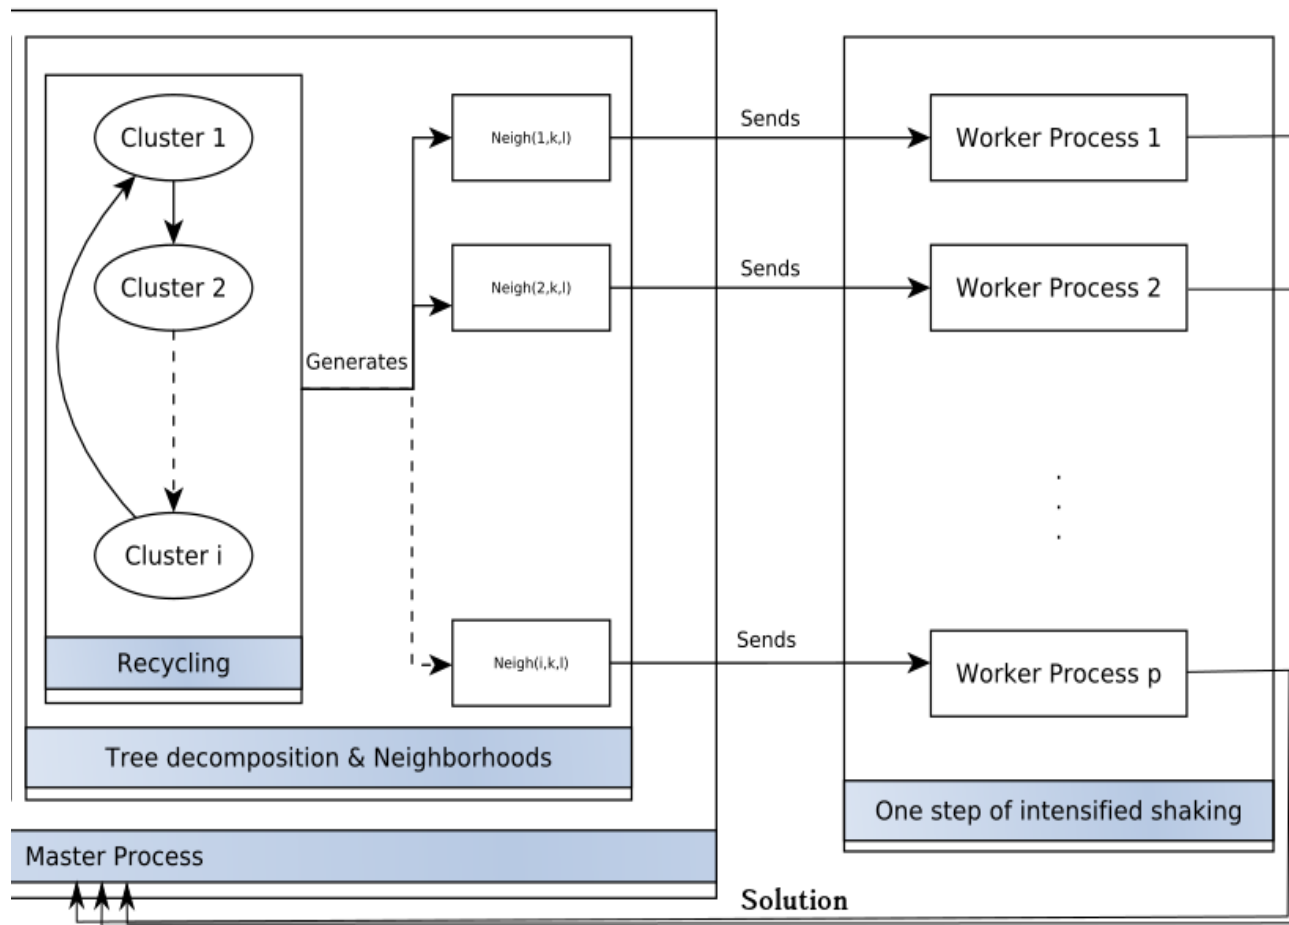 Cluster 1
Neigh(1,k,l)
Sends
Worker Process 1
Cluster 2
Neigh(2,k,l)
Sends
Worker Process 2
Generates
.
.
.
Cluster i
Neigh(i,k,l)
Sends
Worker Process p
Recycling
Tree decomposition & Neighborhoods
One step of intensified shaking
Master Process
Solution